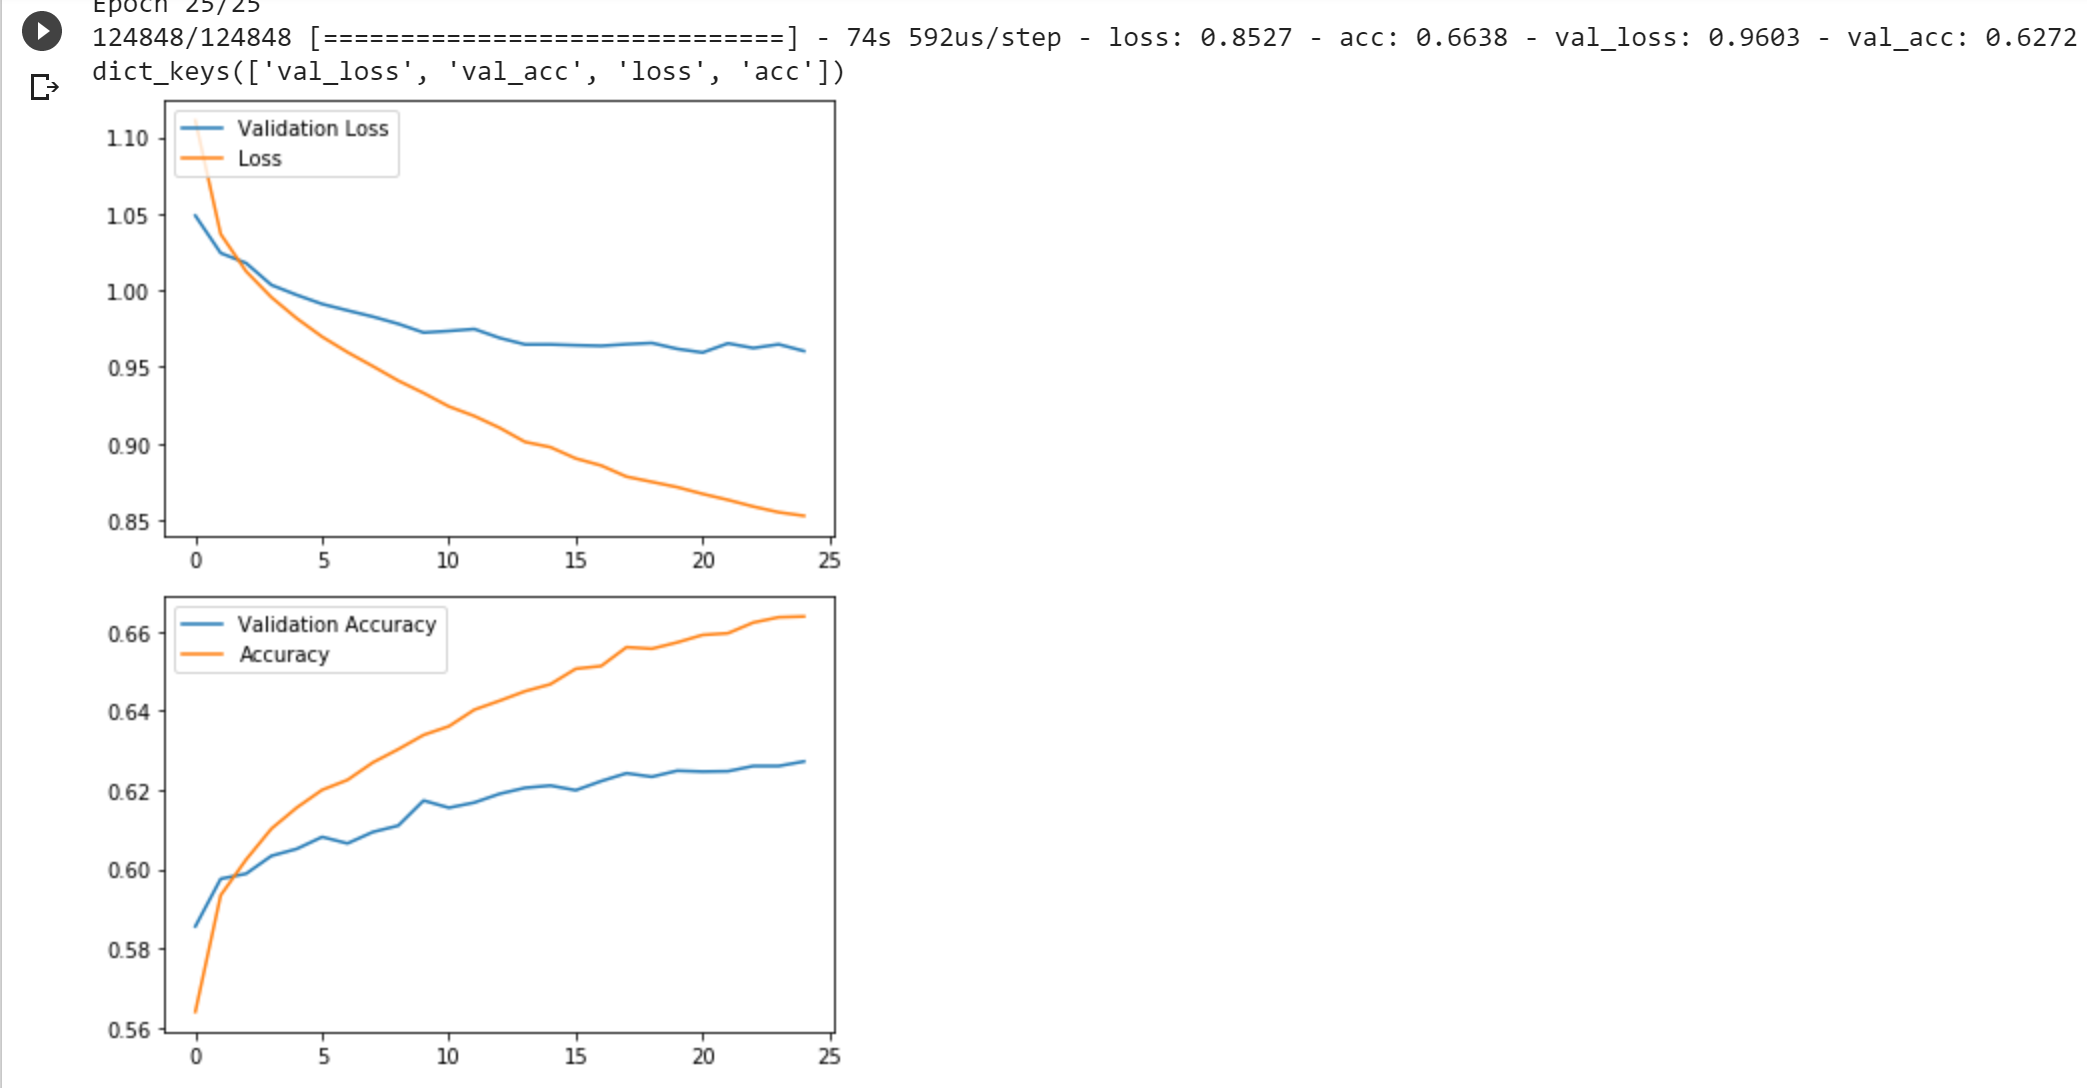 Epoch 25/25
124848/124848 [==============================] - 74s 592us/step - loss: 0.8527 - acc: 0.6638 - val_loss: 0.9603 - val_acc: 0.6272
dict_keys(['val_loss', 'val_acc', 'loss', 'acc'])
Validation Loss
Loss
1.10
1.05
1.00
0.95
0.90
0.85
0 5 10 15 20 25
Validation Accuracy
Accuracy
0.66
0.64
0.62
0.60
0.58
0.56
0 5 10 15 20 25